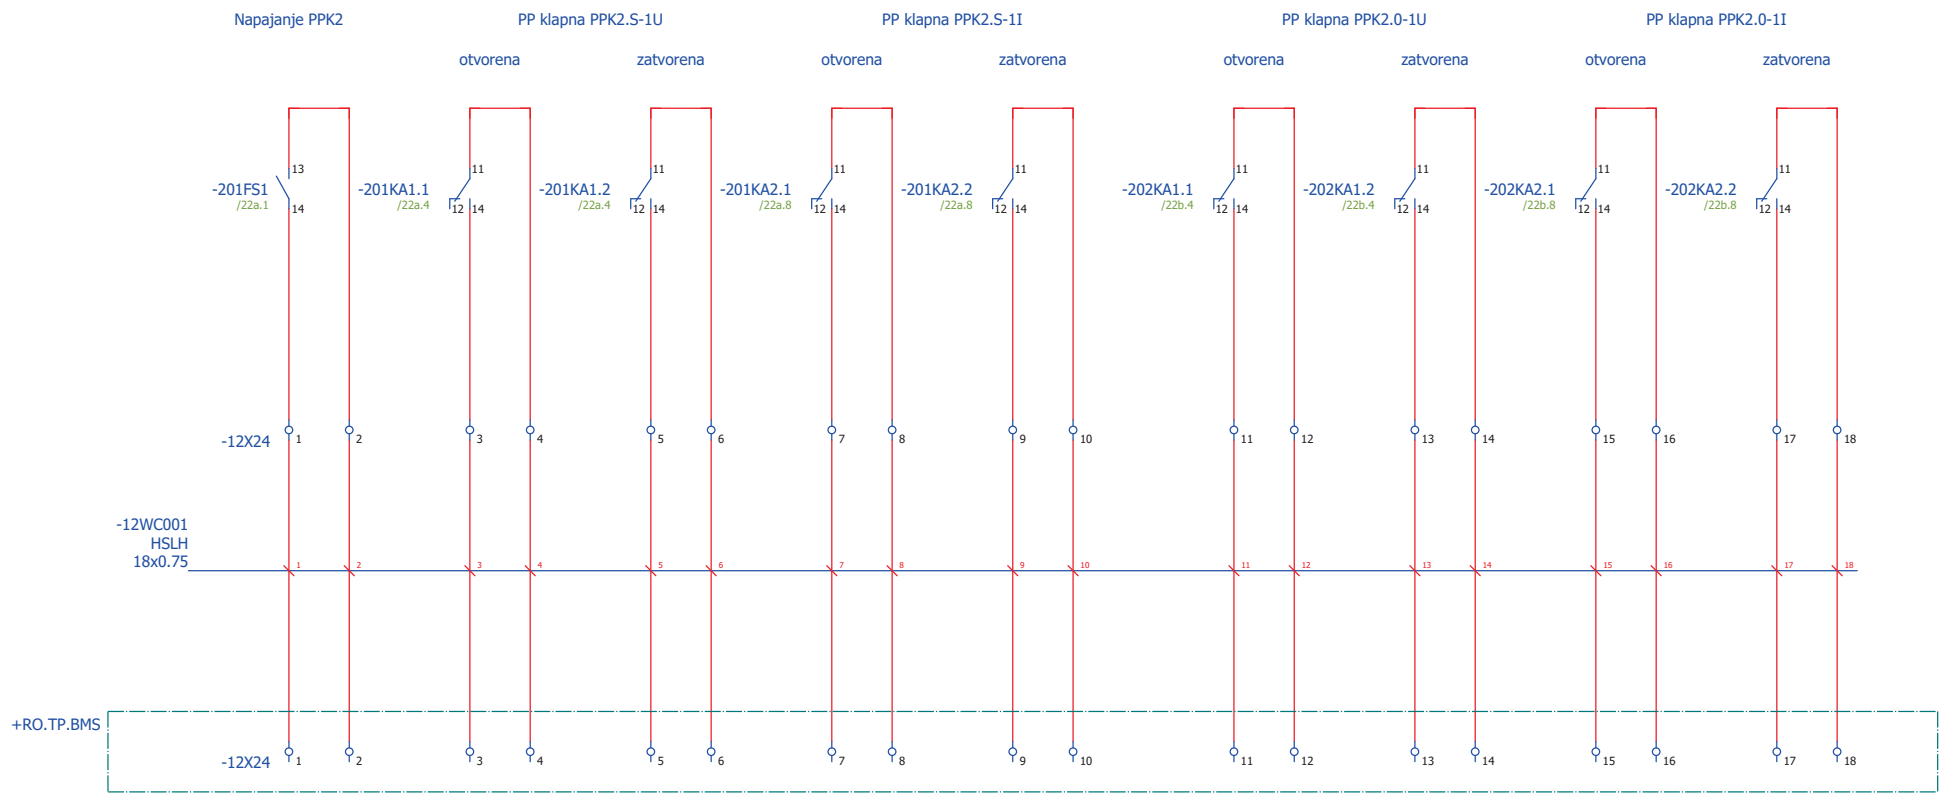 Napajanje PPK2 PP klapna PPK2.S-1U PP klapna PPK2.S-1I PP klapna PPK2.0-1U PP klapna PPK2.0-1I
otvorena zatvorena otvorena zatvorena otvorena zatvorena otvorena zatvorena
13 11 11 11 11 11 11 11 11
-201FS1 -201KA1.1 -201KA1.2 -201KA2.1 -201KA2.2 -202KA1.1 -202KA1.2 -202KA2.1 -202KA2.2
/22a.1 /22a.4 /22a.4 /22a.8 /22a.8 /22b.4 /22b.4 /22b.8 /22b.8
14 12 14 12 14 12 14 12 14 12 14 12 14 12 14 12 14
-12X24 1 2 3 4 5 6 7 8 9 10 11 12 13 14 15 16 17 18
-12WC001
HSLH
18x0.75
1 2 3 4 5 6 7 8 9 10 11 12 13 14 15 16 17 18
+RO.TP.BMS
-12X24 1 2 3 4 5 6 7 8 9 10 11 12 13 14 15 16 17 18